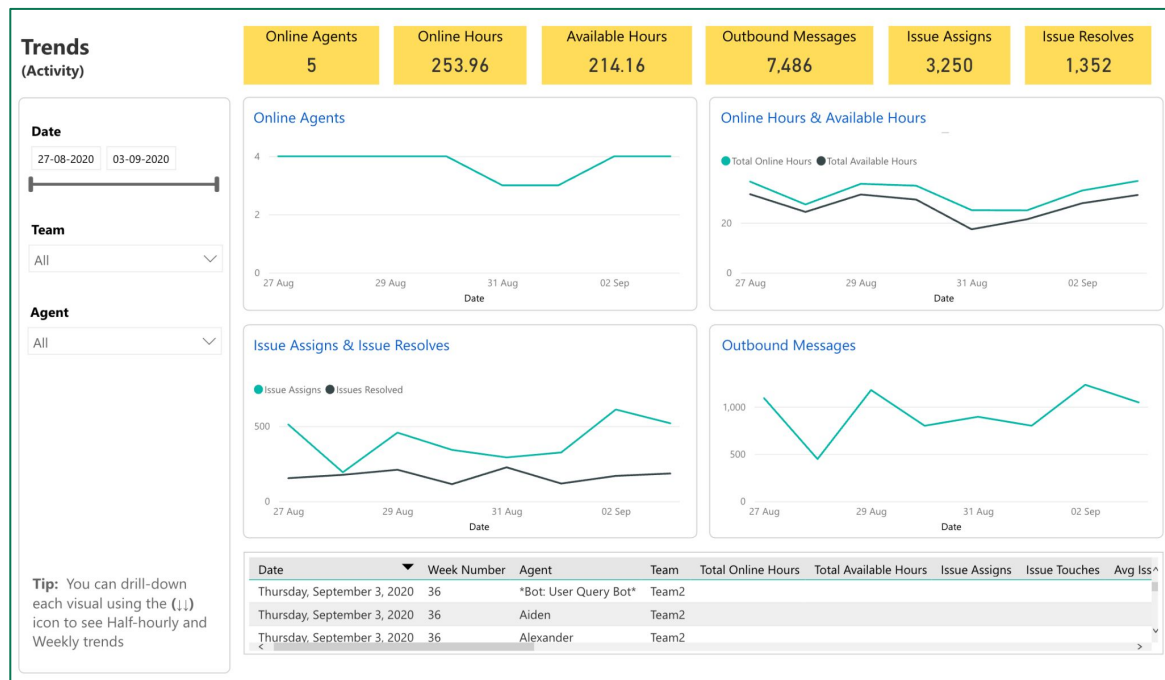 Trends
(Activity)
Online Agents
5
Online Hours
253.96
Available Hours
214.16
Outbound Messages
7,486
Issue Assigns
3,250
Issue Resolves
1,352
Date
27-08-2020 03-09-2020
Team
All
Agent
All
Tip: You can drill-down
each visual using the (↓↓)
icon to see Half-hourly and
Weekly trends
Online Agents
4
2
0
27 Aug 29 Aug 31 Aug 02 Sep
Date
Online Hours & Available Hours
Total Online Hours Total Available Hours
20
0
27 Aug 29 Aug 31 Aug 02 Sep
Date
Issue Assigns & Issue Resolves
Issue Assigns Issues Resolved
500
0
27 Aug 29 Aug 31 Aug 02 Sep
Date
Outbound Messages
1,000
500
0
27 Aug 29 Aug 31 Aug 02 Sep
Date
Date Week Number Agent Team Total Online Hours Total Available Hours Issue Assigns Issue Touches Avg Iss
Thursday, September 3, 2020 36 *Bot: User Query Bot* Team2
Thursday, September 3, 2020 36 Aiden Team2
Thursday, September 3, 2020 36 Alexander Team2